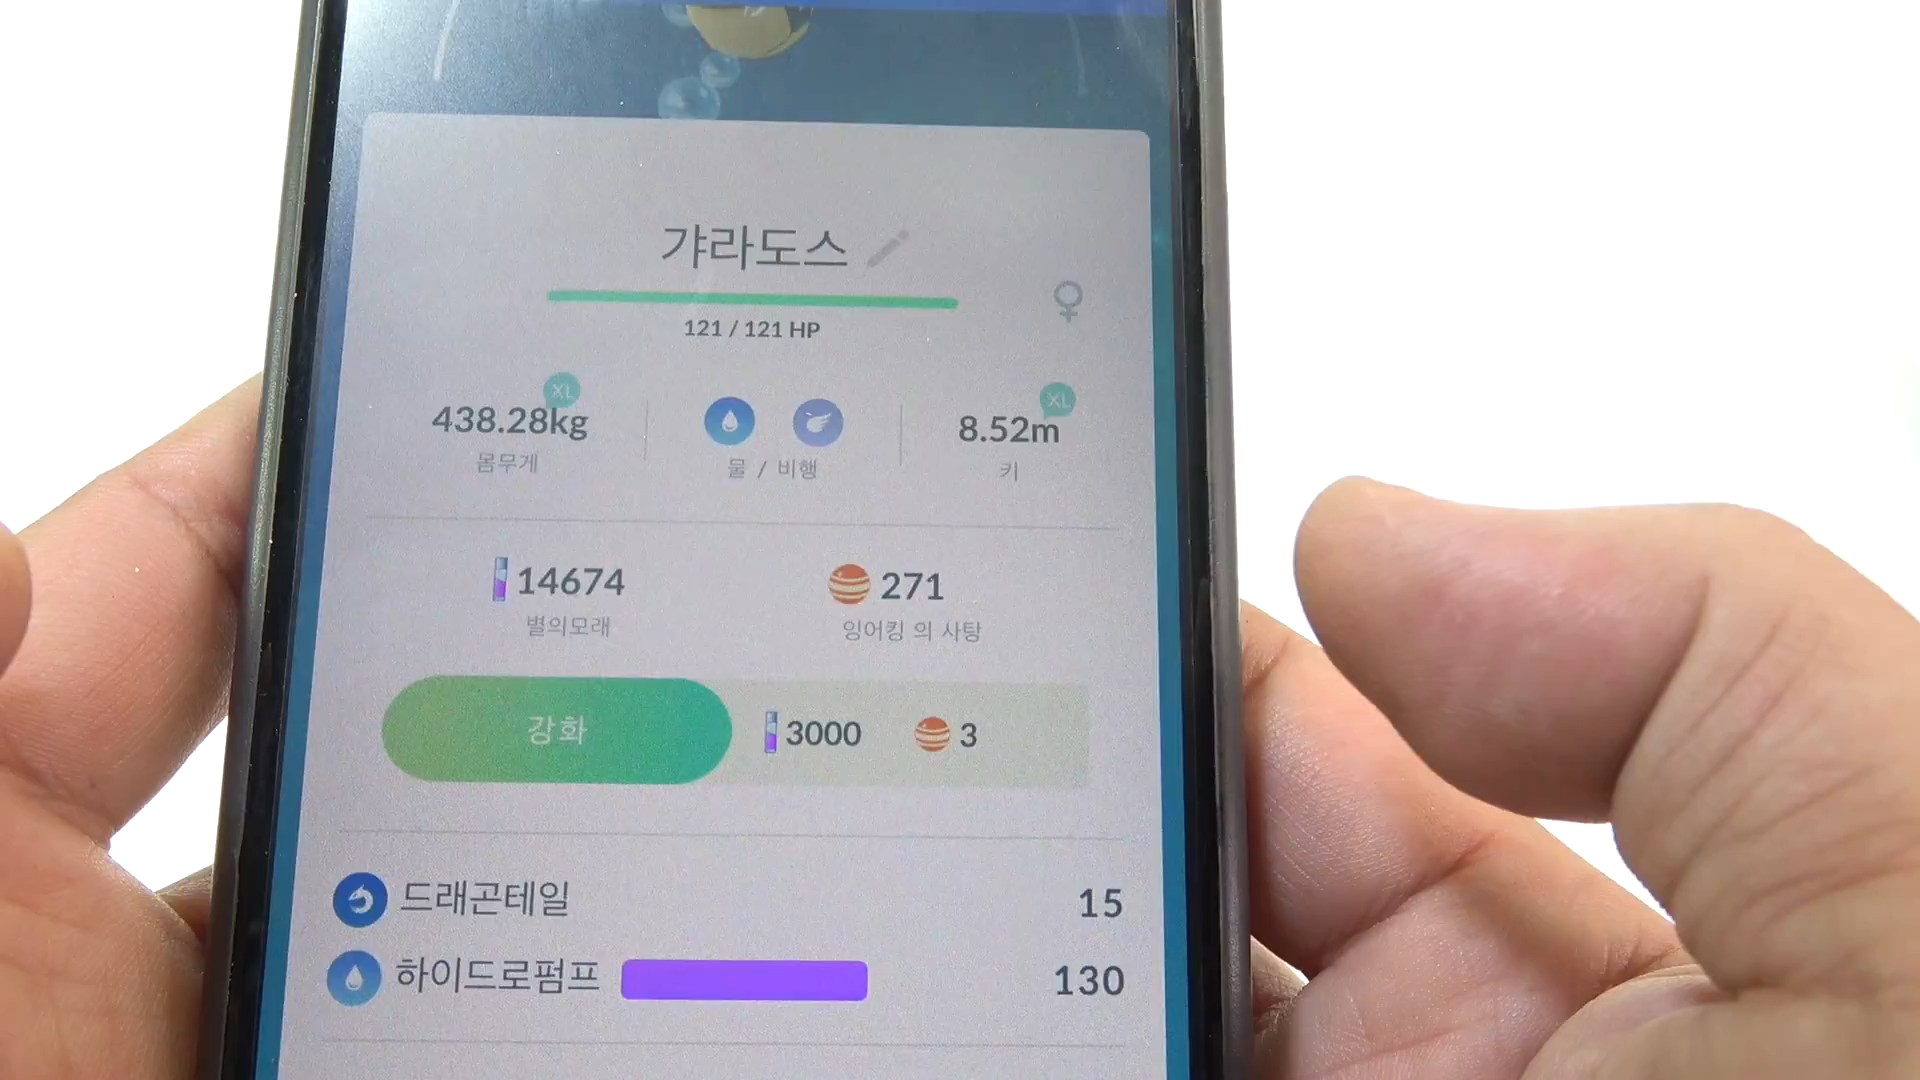 갸라도스
121 / 121 HP
XL XL
438.28kg 8.52m
몸무게 물 / 비행 키
14674 271
별의모래 잉어킹 의 사탕
강화 3000 3
드래곤테일 15
하이드로펌프 130